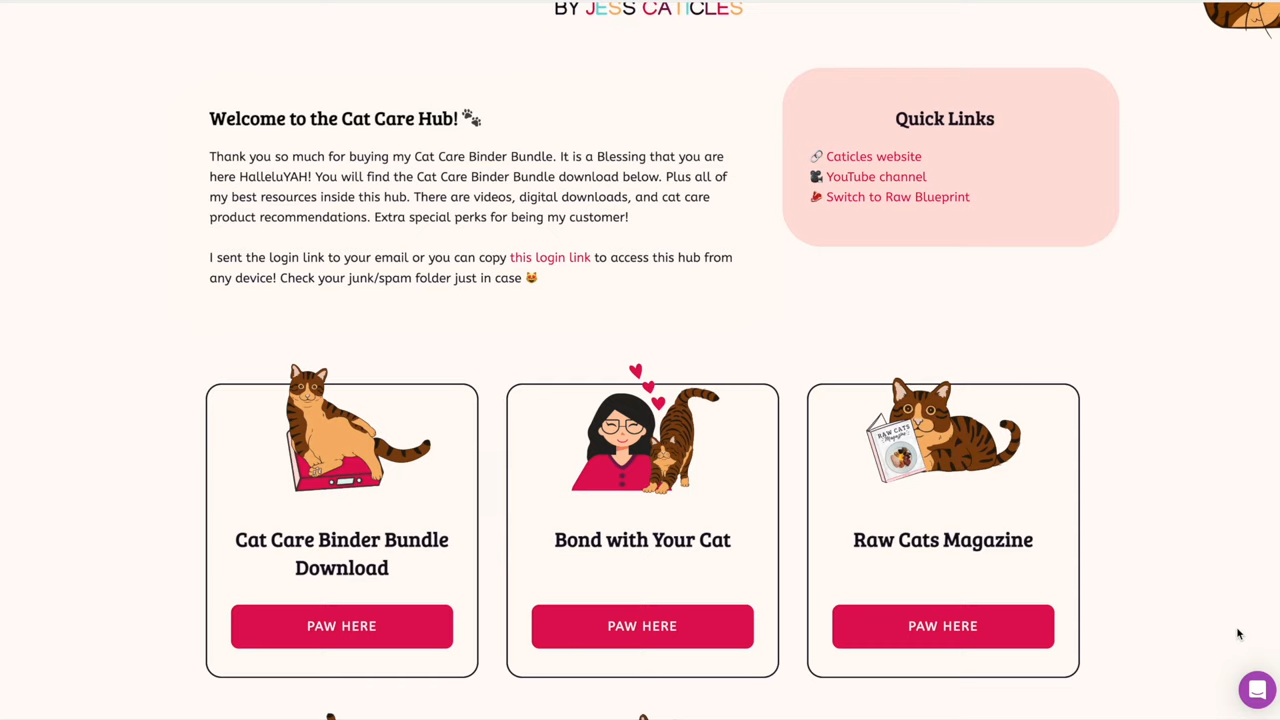 BY JESS CATICLES
Welcome to the Cat Care Hub! 🐾
Thank you so much for buying my Cat Care Binder Bundle. It is a Blessing that you are
here HalleluYAH! You will find the Cat Care Binder Bundle download below. Plus all of
my best resources inside this hub. There are videos, digital downloads, and cat care
product recommendations. Extra special perks for being my customer!
I sent the login link to your email or you can copy this login link to access this hub from
any device! Check your junk/spam folder just in case 😻
Quick Links
🔗 Caticles website
🎥 YouTube channel
🥩 Switch to Raw Blueprint
Cat Care Binder Bundle
Download
PAW HERE
Bond with Your Cat
PAW HERE
RAW CATS
Magazine
Raw Cats Magazine
PAW HERE